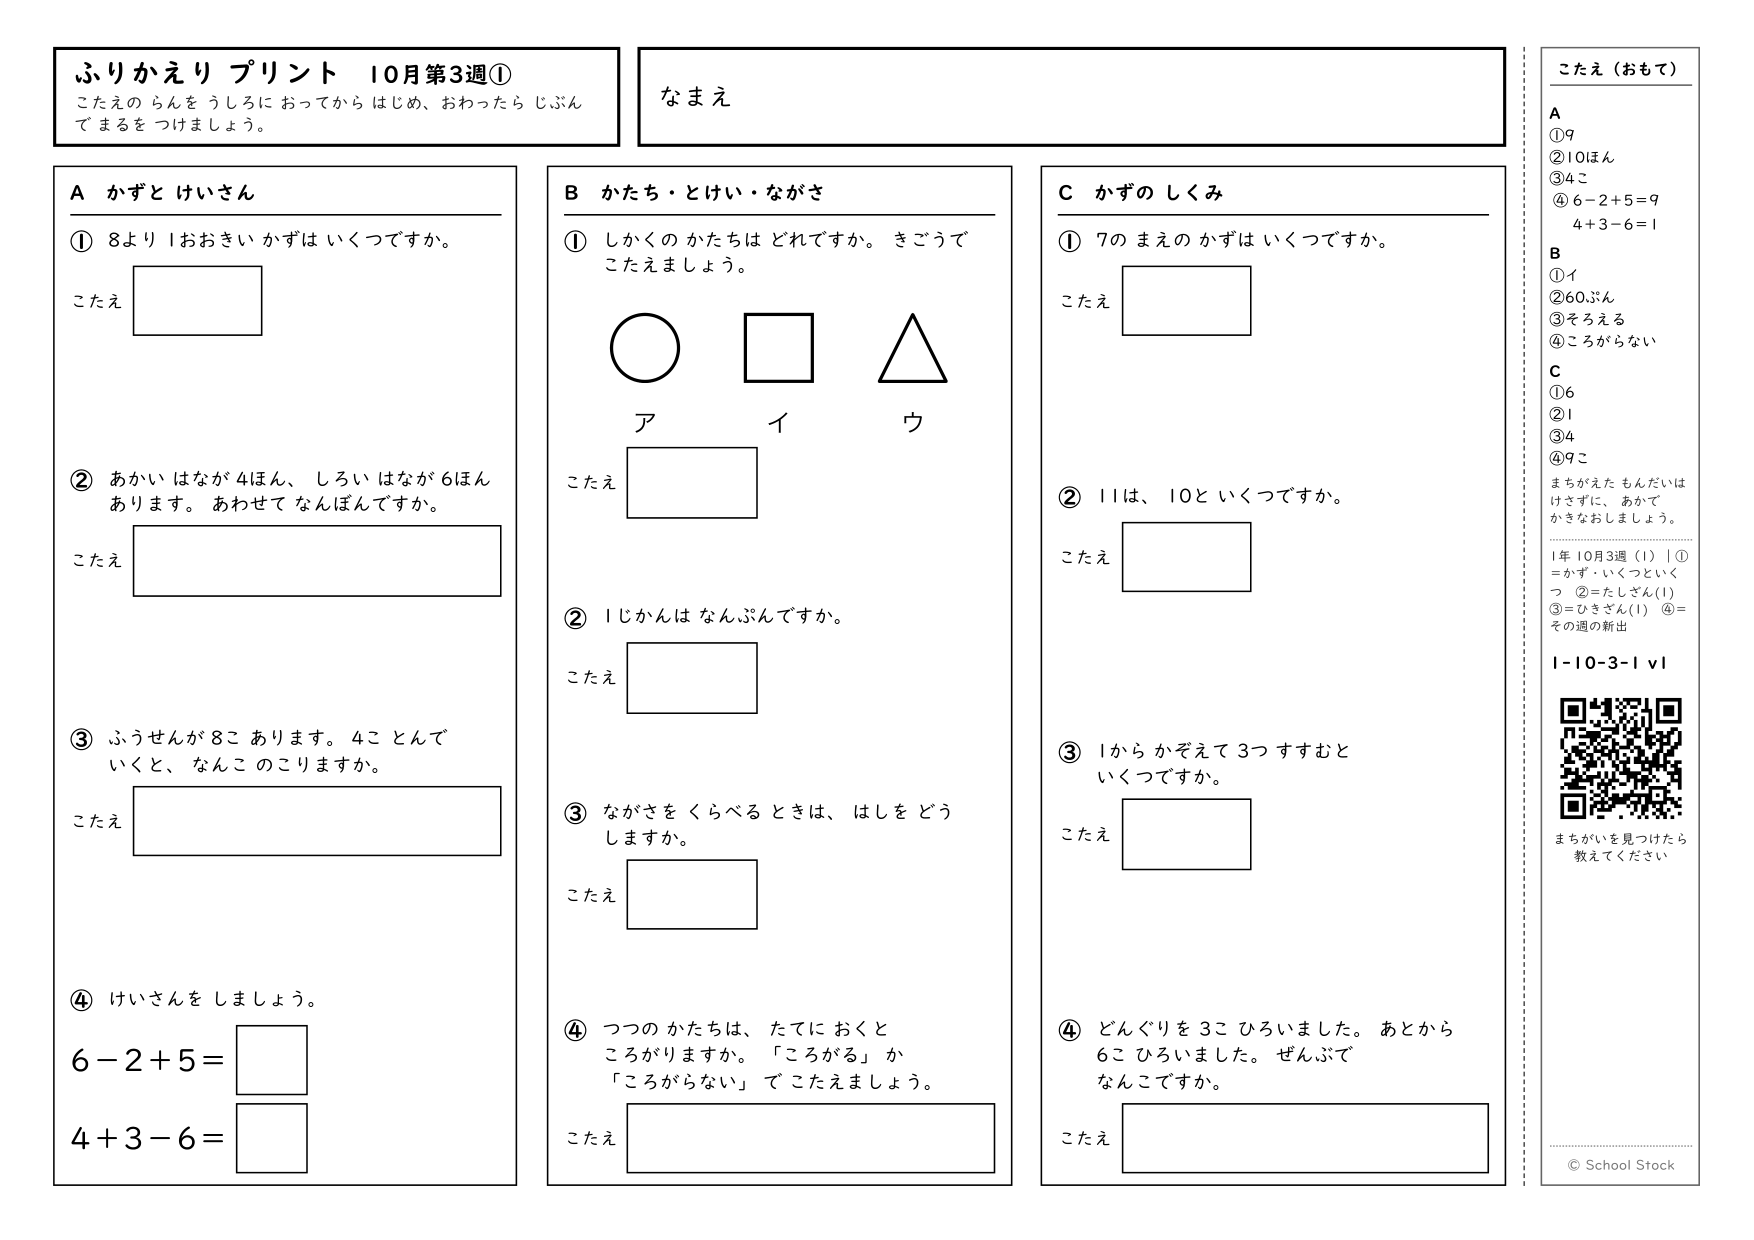 ふりかえり プリント　10月第3週①
こたえの らんを うしろに おってから はじめ、おわったら じぶん
で まるを つけましょう。
なまえ
A　かずと けいさん
① 8より 1おおきい かずは いくつですか。
こたえ
② あかい はなが 4ほん、 しろい はなが 6ほん
あります。 あわせて なんぼんですか。
こたえ
③ ふうせんが 8こ あります。 4こ とんで
いくと、 なんこ のこりますか。
こたえ
④ けいさんを しましょう。
6－2＋5＝
4＋3－6＝
B　かたち・とけい・ながさ
① しかくの かたちは どれですか。 きごうで
こたえましょう。
ア イ ウ
こたえ
② 1じかんは なんぷんですか。
こたえ
③ ながさを くらべる ときは、 はしを どう
しますか。
こたえ
④ つつの かたちは、 たてに おくと
ころがりますか。 「ころがる」 か
「ころがらない」 で こたえましょう。
こたえ
C　かずの しくみ
① 7の まえの かずは いくつですか。
こたえ
② 11は、 10と いくつですか。
こたえ
③ 1から かぞえて 3つ すすむと
いくつですか。
こたえ
④ どんぐりを 3こ ひろいました。 あとから
6こ ひろいました。 ぜんぶで
なんこですか。
こたえ
こたえ（おもて）
A
①9
②10ほん
③4こ
④6－2＋5＝9
4＋3－6＝1
B
①イ
②60ぷん
③そろえる
④ころがらない
C
①6
②1
③4
④9こ
まちがえた もんだいは
けさずに、 あかで
かきなおしましょう。
1年 10月3週（1）｜①
＝かず・いくつといく
つ　②＝たしざん(1)
③＝ひきざん(1)　④＝
その週の新出
1-10-3-1 v1
まちがいを見つけたら
教えてください
© School Stock